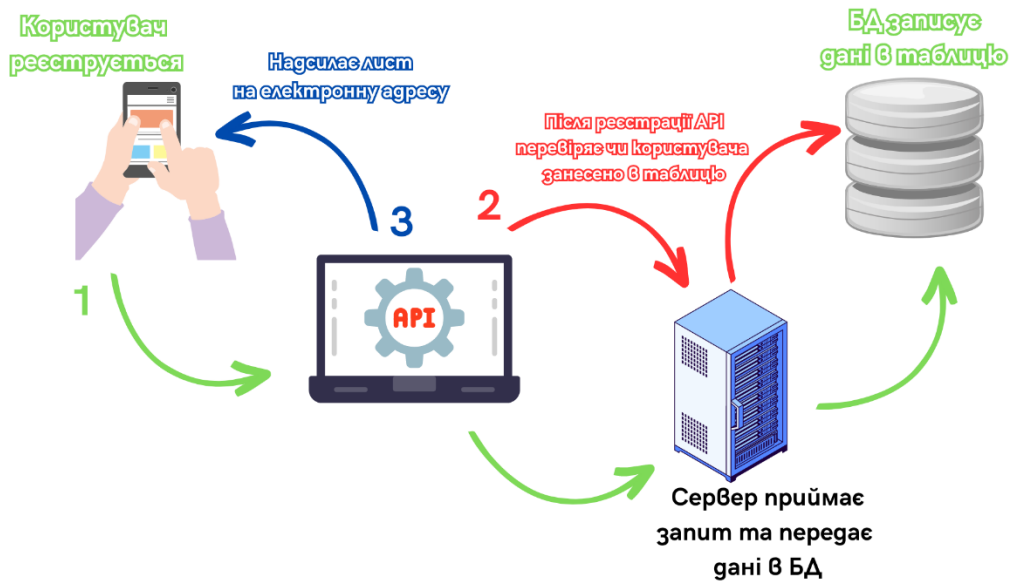 Користувач
реєструється
Надсилає лист
на електронну адресу
БД записує
дані в таблицю
Після реєстрації API
перевіряє чи користувача
занесено в таблицю
1
2
3
API
Сервер приймає
запит та передає
дані в БД